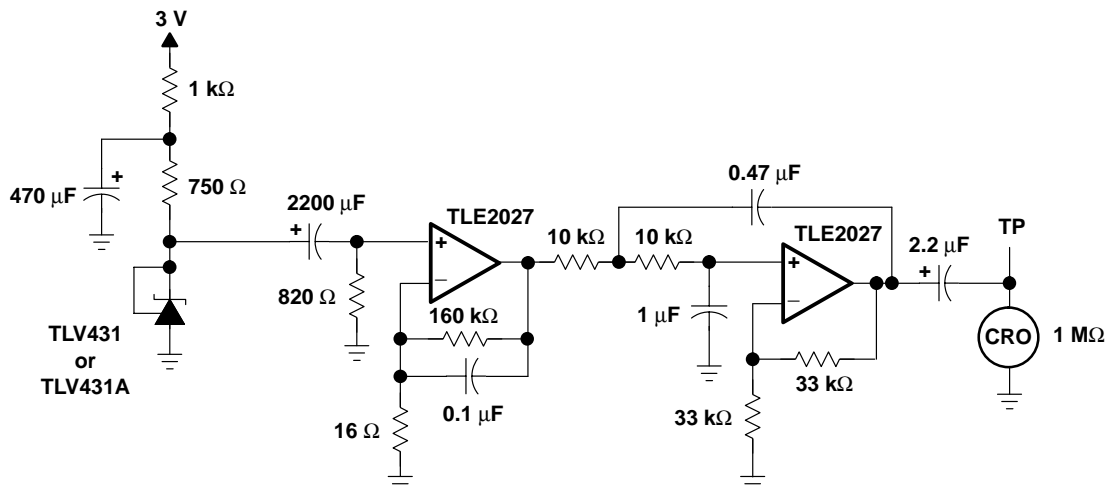 3 V
1 kΩ
470 μF
+
750 Ω
2200 μF
+
820 Ω
TLV431
or
TLV431A
TLE2027
+
–
160 kΩ
0.1 μF
16 Ω
10 kΩ
10 kΩ
0.47 μF
1 μF
TLE2027
+
–
33 kΩ
33 kΩ
2.2 μF
+
TP
CRO
1 MΩ